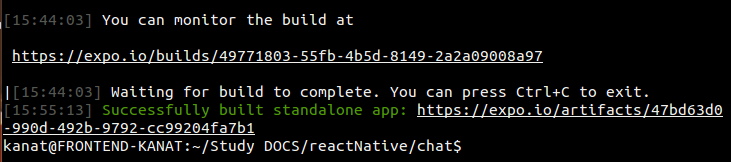 [15:44:03] You can monitor the build at
https://expo.io/builds/49771803-55fb-4b5d-8149-2a2a09008a97
|[15:44:03] Waiting for build to complete. You can press Ctrl+C to exit.
[15:55:13] Successfully built standalone app: https://expo.io/artifacts/47bd63d0
-990d-492b-9792-cc99204fa7b1
kanat@FRONTEND-KANAT:~/Study DOCS/reactNative/chat$